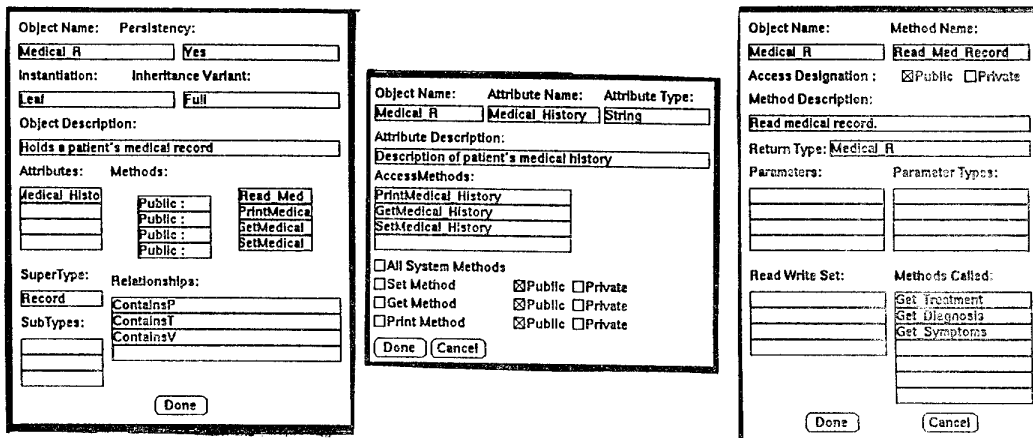 Object Name: Persistency:
Medical_R Yes
Instantiation: Inheritance Variant:
Leaf Full
Object Description:
Holds a patient's medical record
Attributes: Methods:
Medical_Histo Public : Read_Med
Public : PrintMedica
Public : GetMedical
Public : SetMedical
SuperType: Relationships:
Record ContainsP
SubTypes: ContainsT
ContainsV
Done
Object Name: Attribute Name: Attribute Type:
Medical_R Medical_History String
Attribute Description:
Description of patient's medical history
AccessMethods:
PrintMedical_History
GetMedical_History
SetMedical_History
All System Methods
Set Method Public Private
Get Method Public Private
Print Method Public Private
Done Cancel
Object Name: Method Name:
Medical_R Read_Med_Record
Access Designation : Public Private
Method Description:
Read medical record.
Return Type: Medical_R
Parameters: Parameter Types:
Read Write Set: Methods Called:
Get_Treatment
Get_Diagnosis
Get_Symptoms
Done Cancel